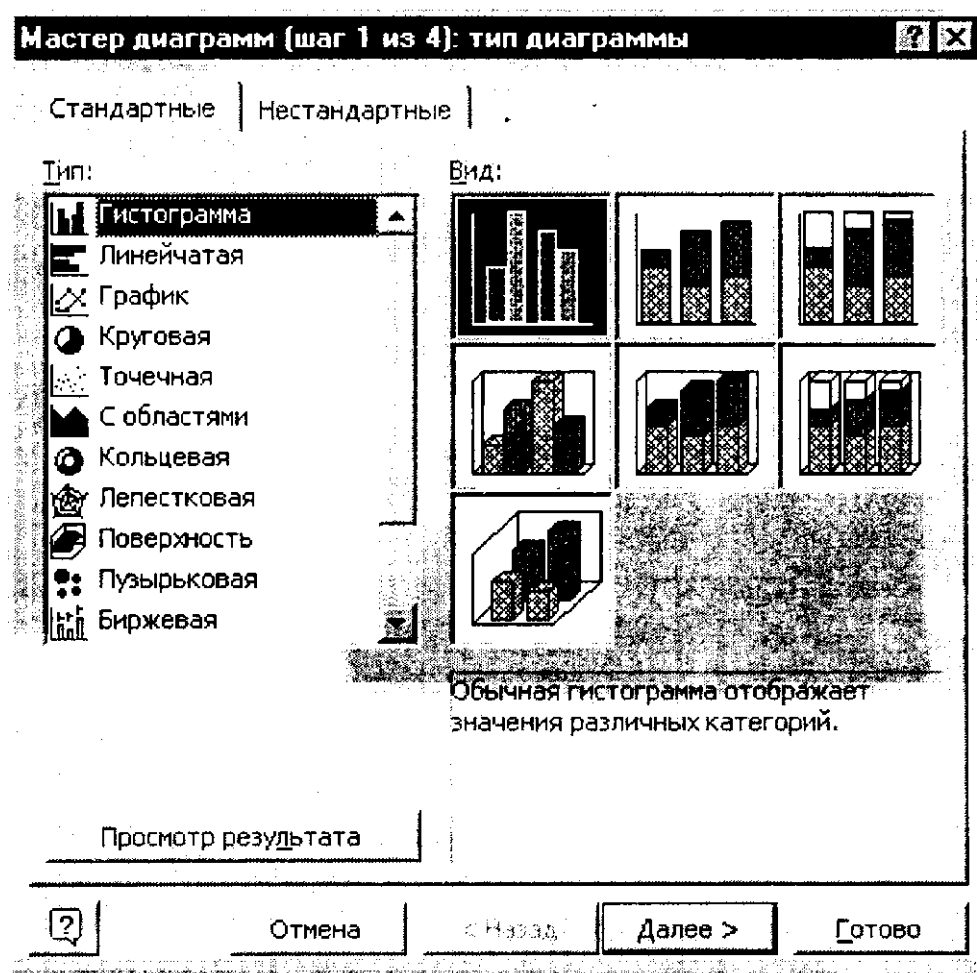 Мастер диаграмм (шаг 1 из 4): тип диаграммы
Стандартные Нестандартные
Тип:
Гистограмма
Линейчатая
График
Круговая
Точечная
С областями
Кольцевая
Лепестковая
Поверхность
Пузырьковая
Биржевая
Вид:
Обычная гистограмма отображает
значения различных категорий.
Просмотр результата
Отмена < Назад Далее > Готово